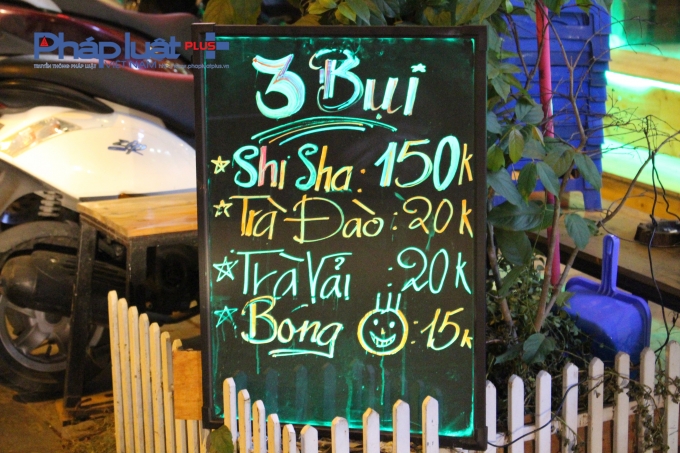 Pháp luật PLUS
3 Bụi
Shi Sha: 150k
Trà Đào: 20k
Trà Vải: 20k
Bóng : 15k